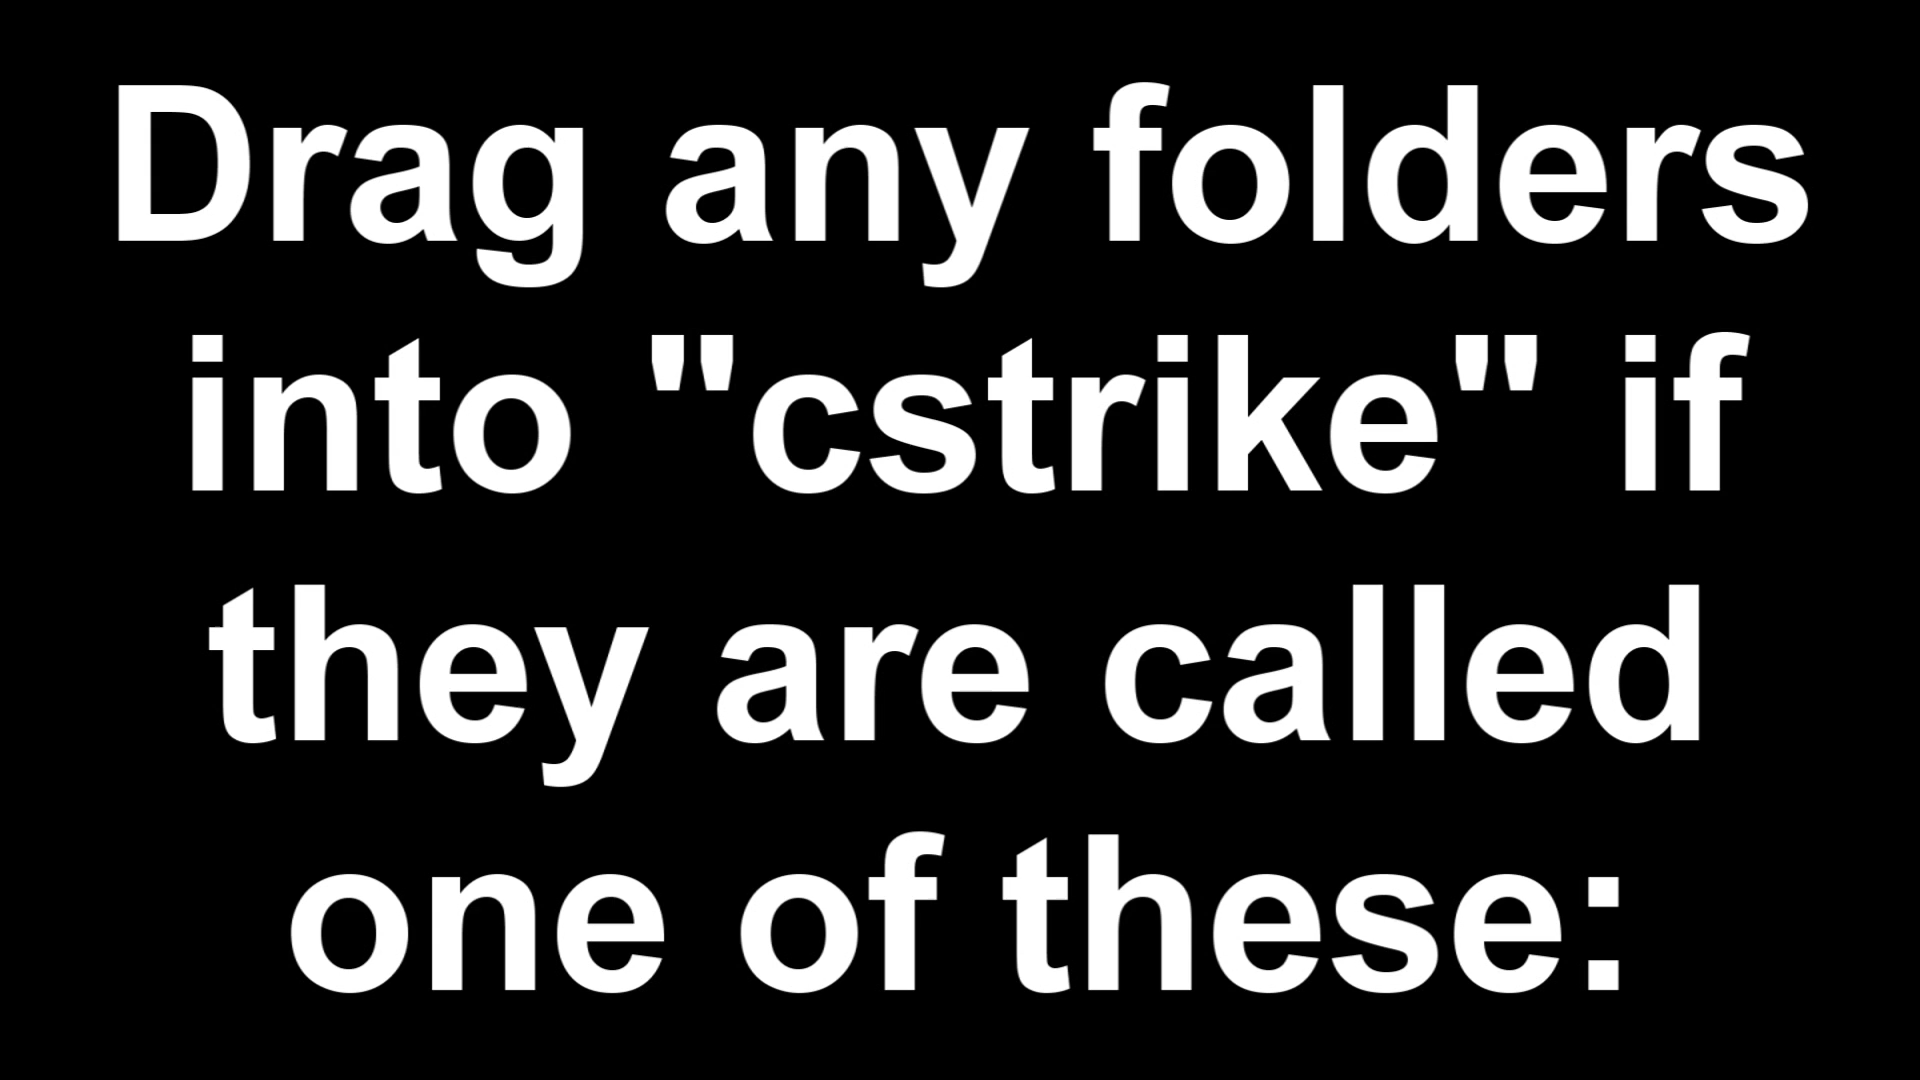 Drag any folders
into "cstrike" if
they are called
one of these: